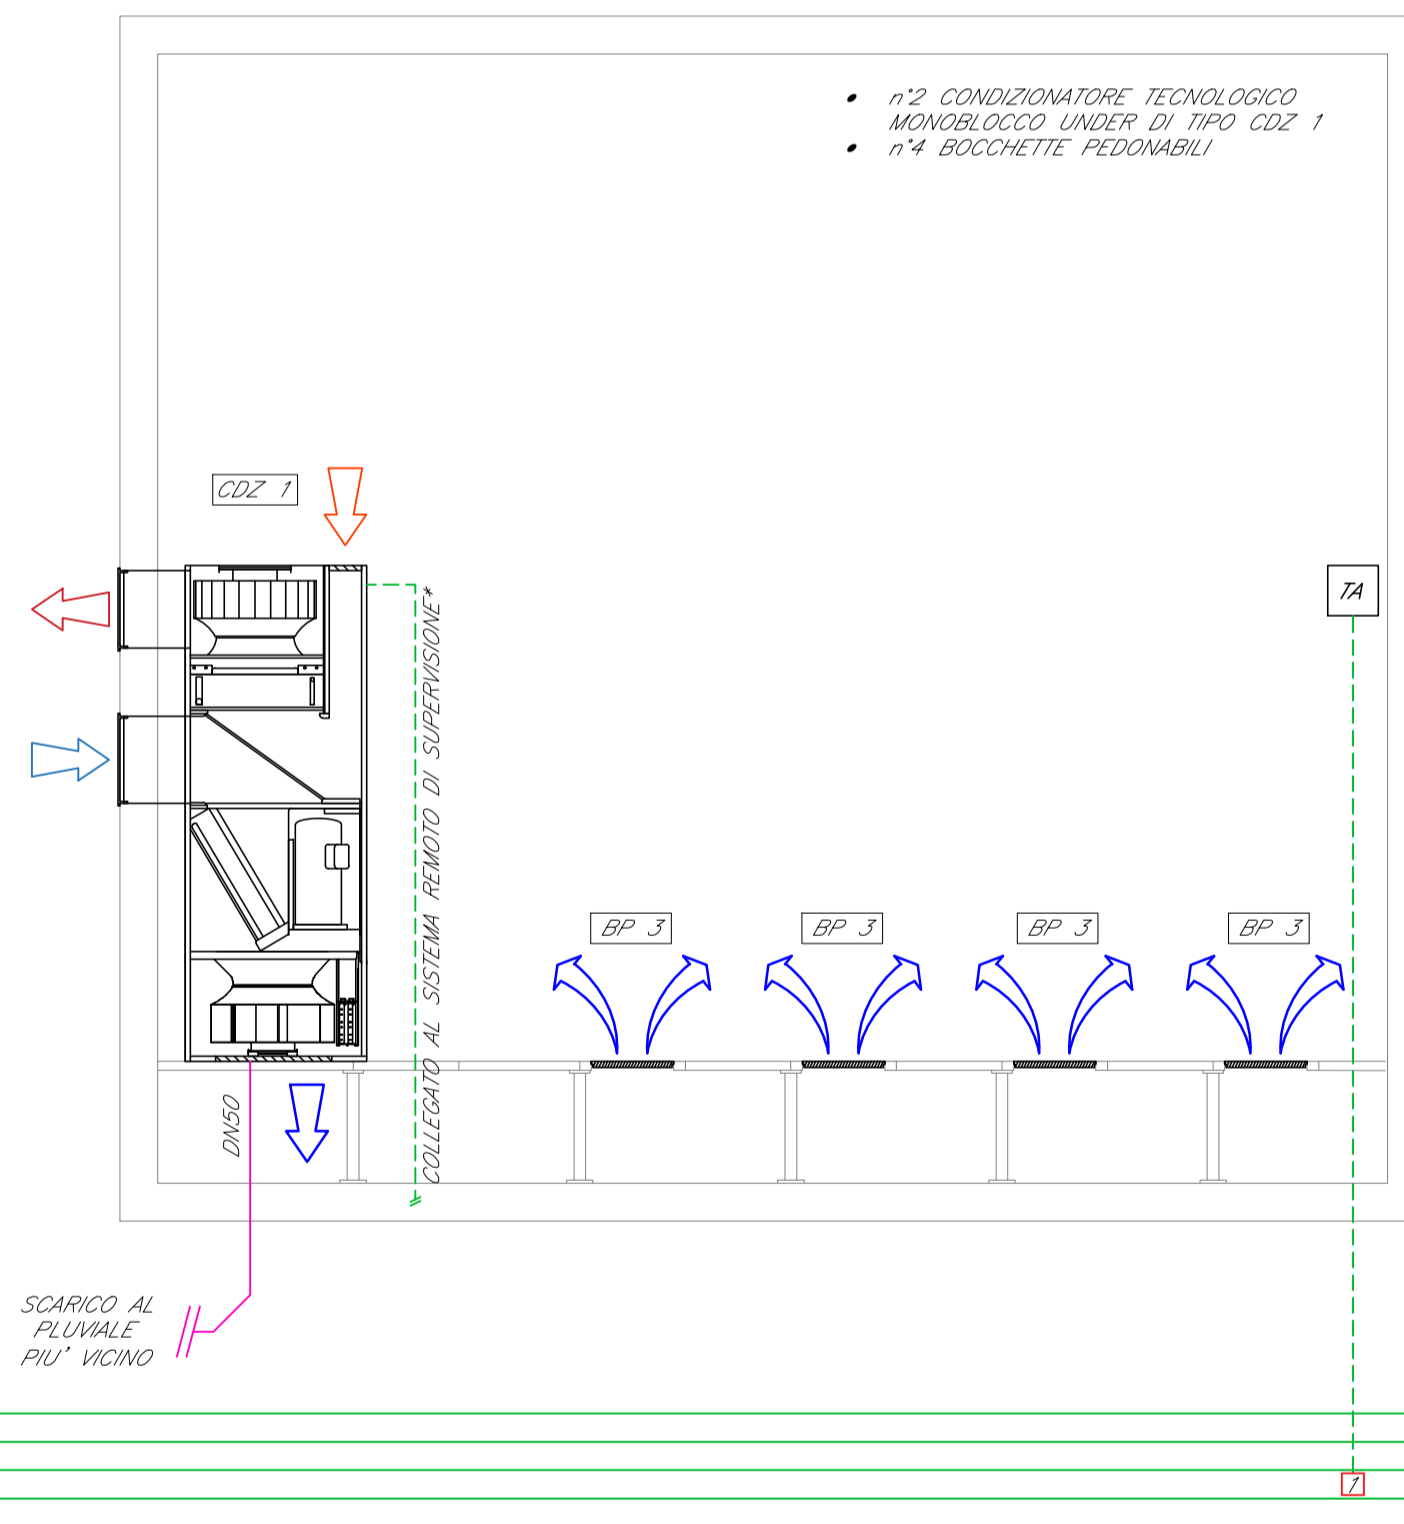 • n°2 CONDIZIONATORE TECNOLOGICO
MONOBLOCCO UNDER DI TIPO CDZ 1
• n°4 BOCCHETTE PEDONABILI
CDZ 1
TA
COLLEGATO AL SISTEMA REMOTO DI SUPERVISIONE*
BP 3
BP 3
BP 3
BP 3
DN50
SCARICO AL
PLUVIALE
PIU' VICINO
1